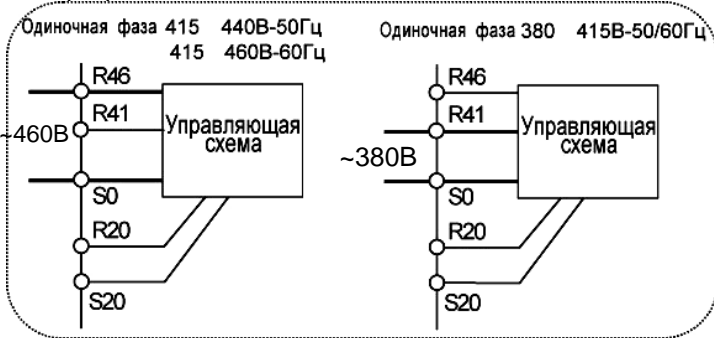 Одиночная фаза 415 440В-50Гц
415 460В-60Гц
R46
R41
~460В
Управляющая
схема
S0
R20
S20
Одиночная фаза 380 415В-50/60Гц
R46
R41
~380В
Управляющая
схема
S0
R20
S20